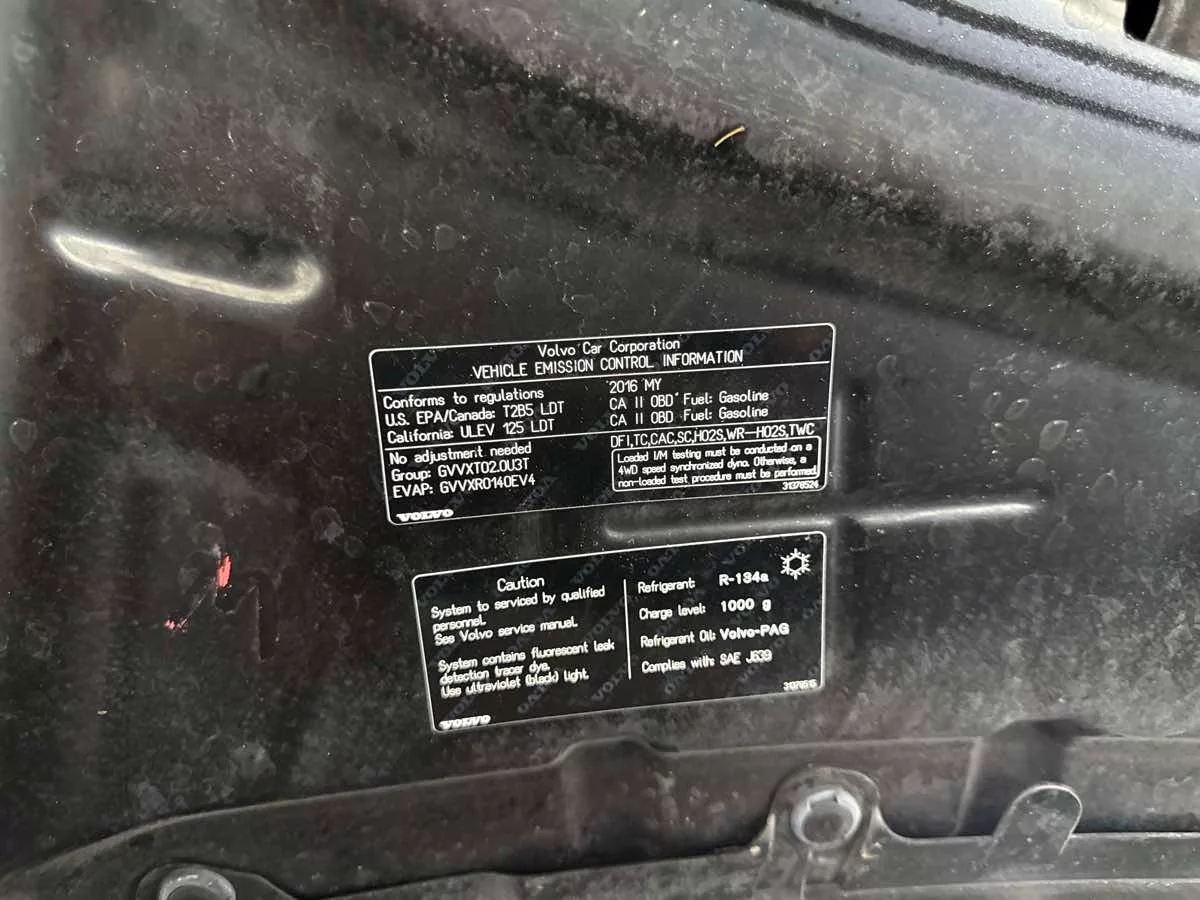 Volvo Car Corporation
VEHICLE EMISSION CONTROL INFORMATION
Conforms to regulations
U.S. EPA/Canada: T2B5 LDT
California: ULEV 125 LDT
2016 MY
CA II OBD Fuel: Gasoline
CA II OBD Fuel: Gasoline
No adjustment needed
Group: GVVXT02.0U3T
EVAP: GVVXR0140EV4
DFI,TC,CAC,SC,HO2S,WR-HO2S,TWC
Loaded I/M testing must be conducted on a
4WD speed synchronized dyno. Otherwise, a
non-loaded test procedure must be performed
31378524
VOLVO
Caution
System to serviced by qualified
personnel.
See Volvo service manual.
System contains fluorescent leak
detection tracer dye.
Use ultraviolet (black) light.
Refrigerant: R-134a
Charge level: 1000 g
Refrigerant Oil: Volvo-PAG
Complies with: SAE J639
VOLVO